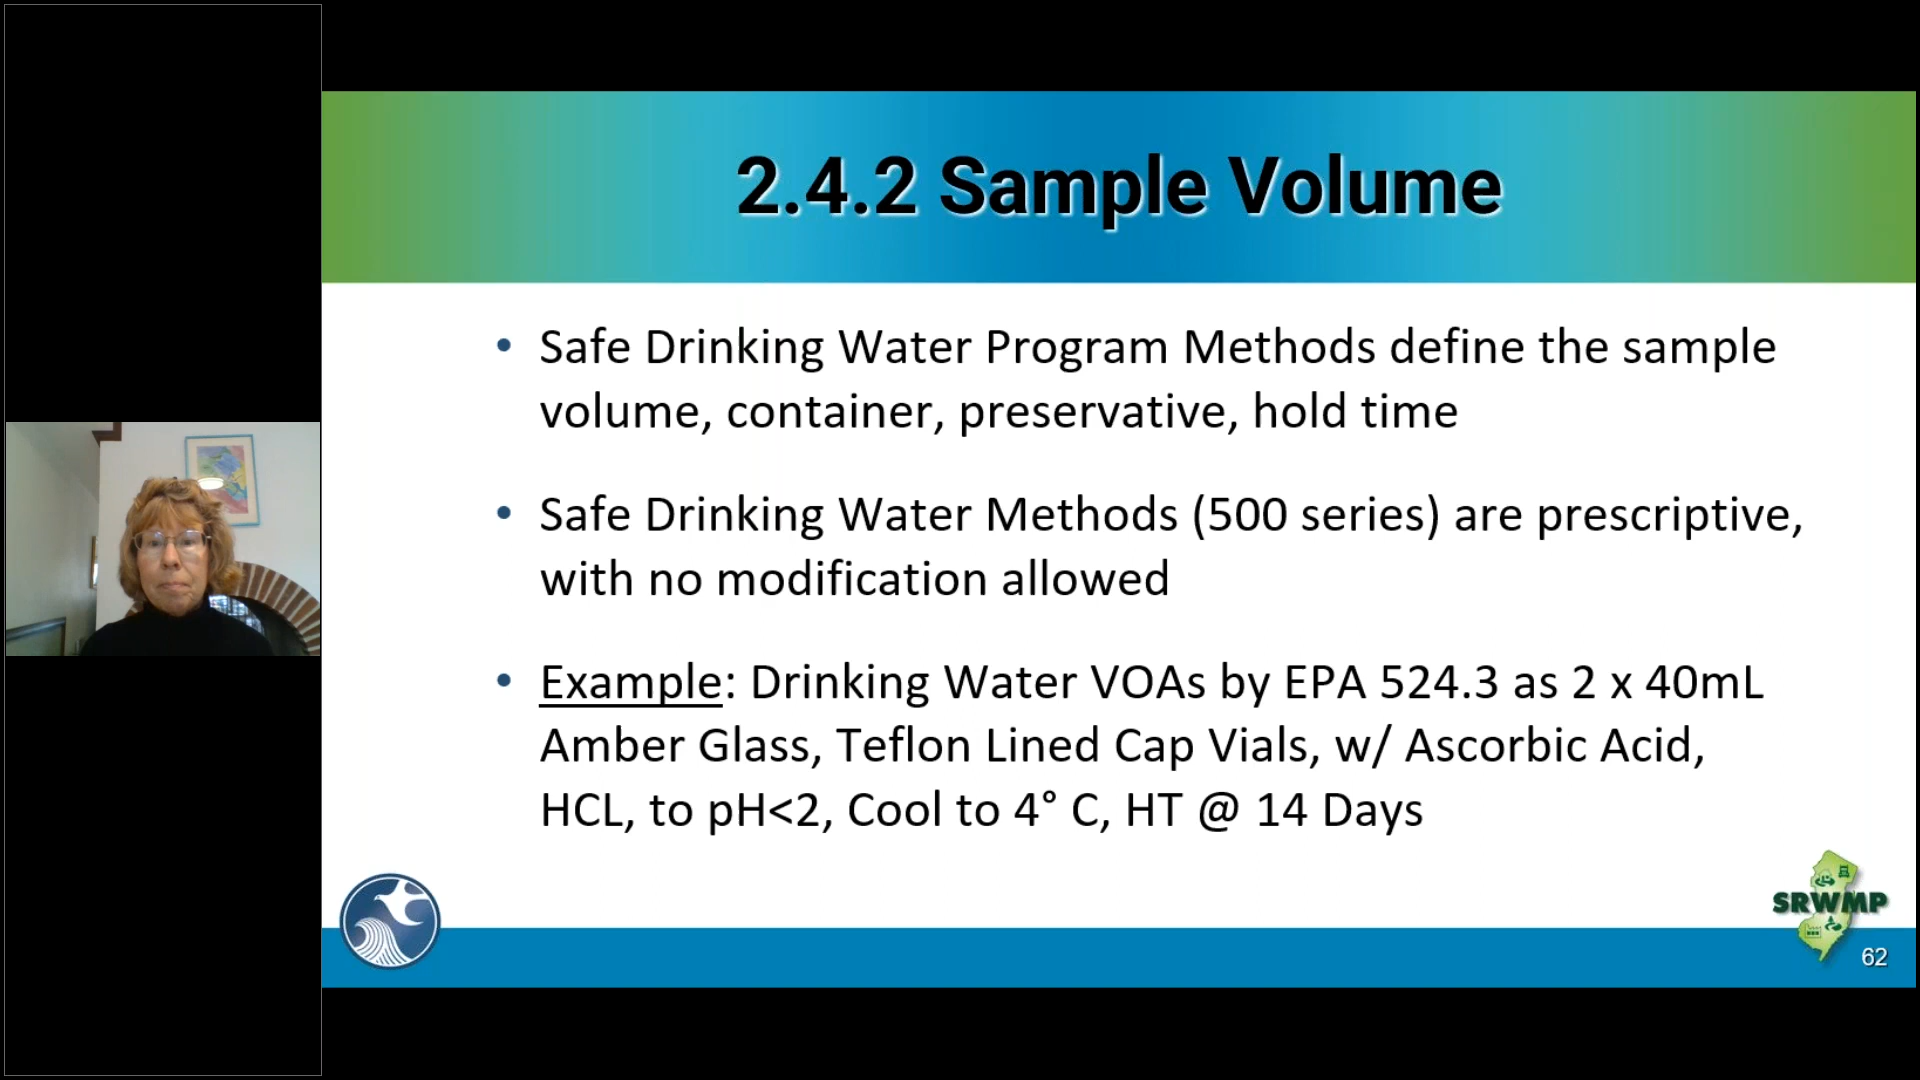 2.4.2 Sample Volume
• Safe Drinking Water Program Methods define the sample
volume, container, preservative, hold time
• Safe Drinking Water Methods (500 series) are prescriptive,
with no modification allowed
• Example: Drinking Water VOAs by EPA 524.3 as 2 x 40mL
Amber Glass, Teflon Lined Cap Vials, w/ Ascorbic Acid,
HCL, to pH<2, Cool to 4° C, HT @ 14 Days
SRWMP
62